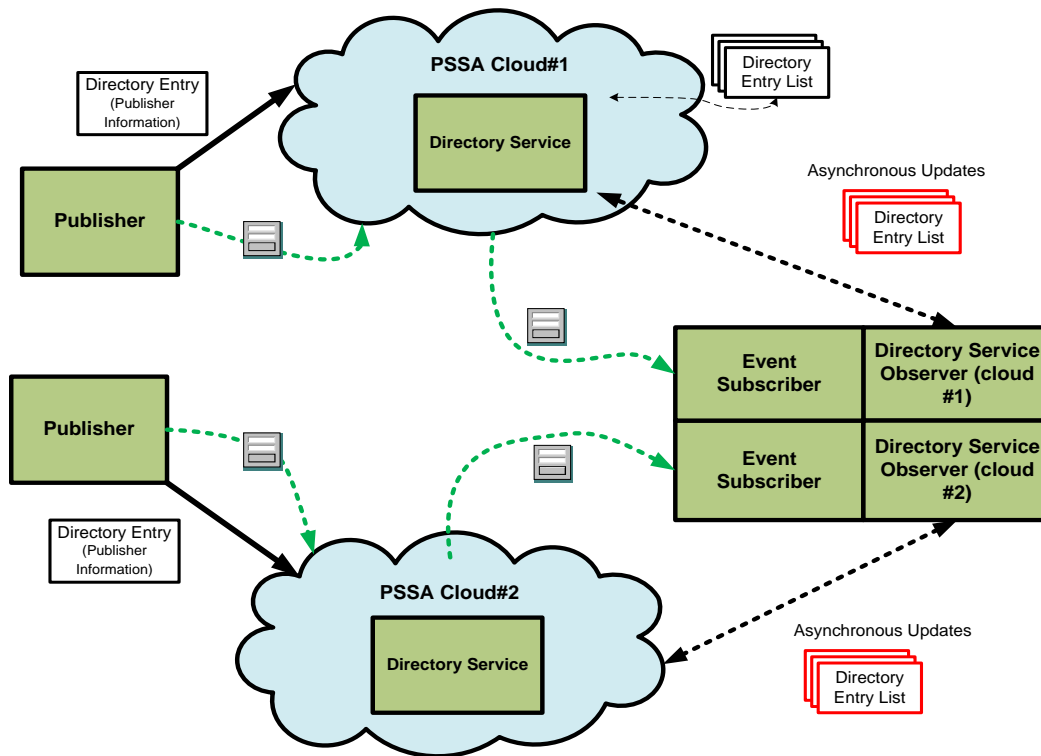 PSSA Cloud#1
Directory
Entry List
Directory Entry
(Publisher
Information)
Directory Service
Publisher
Asynchronous Updates
Directory
Entry List
Event
Subscriber
Directory Service
Observer (cloud
#1)
Publisher
Event
Subscriber
Directory Service
Observer (cloud
#2)
Directory Entry
(Publisher
Information)
PSSA Cloud#2
Directory Service
Asynchronous Updates
Directory
Entry List